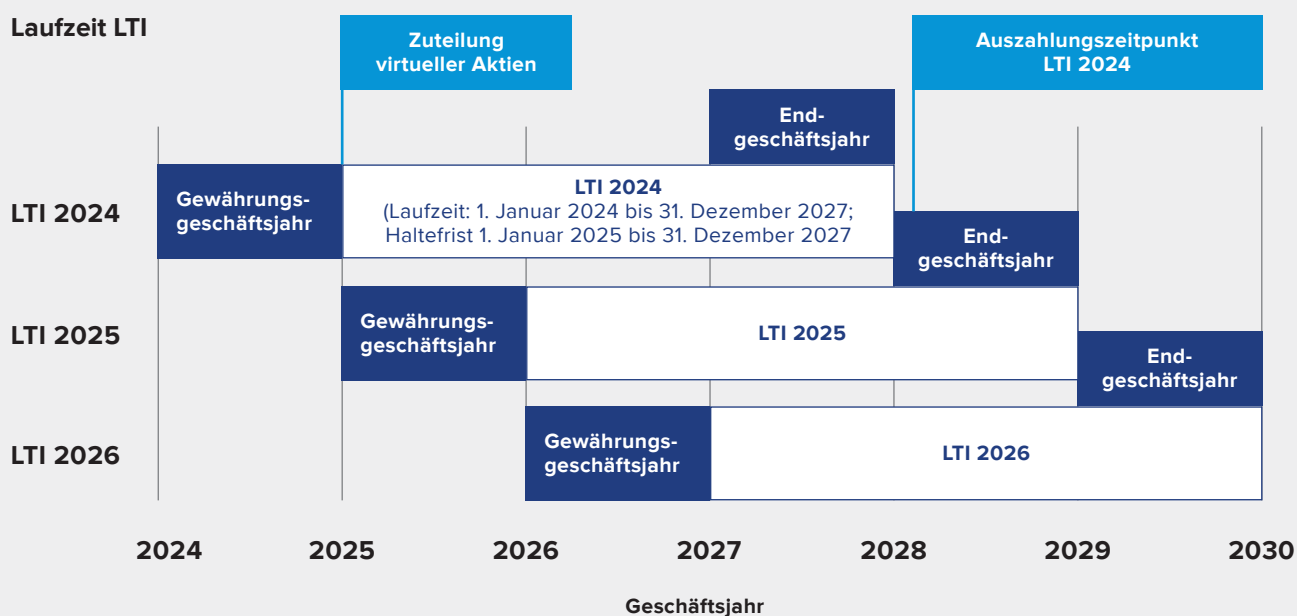 Laufzeit LTI
Zuteilung
virtueller Aktien
Auszahlungszeitpunkt
LTI 2024
End-
geschäftsjahr
LTI 2024
Gewährungs-
geschäftsjahr
LTI 2024
(Laufzeit: 1. Januar 2024 bis 31. Dezember 2027;
Haltefrist 1. Januar 2025 bis 31. Dezember 2027
End-
geschäftsjahr
LTI 2025
Gewährungs-
geschäftsjahr
LTI 2025
End-
geschäftsjahr
LTI 2026
Gewährungs-
geschäftsjahr
LTI 2026
2024 2025 2026 2027 2028 2029 2030
Geschäftsjahr